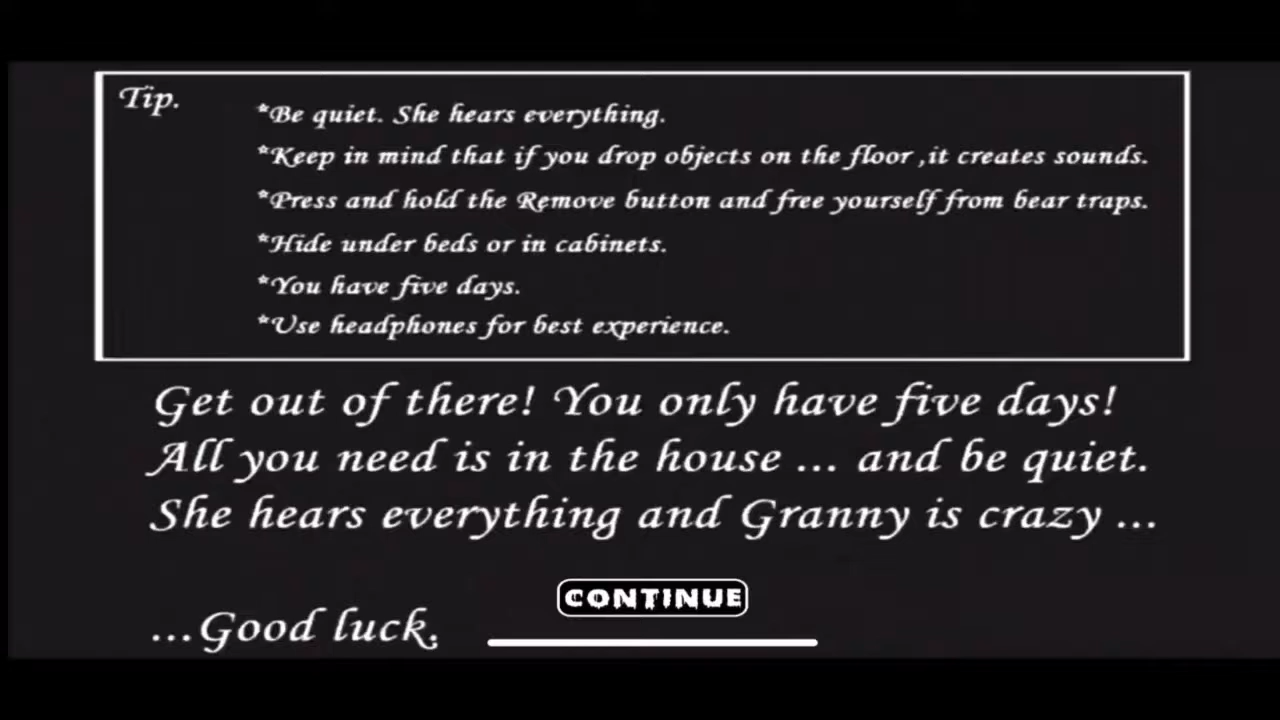 Tip.
*Be quiet. She hears everything.
*Keep in mind that if you drop objects on the floor ,it creates sounds.
*Press and hold the Remove button and free yourself from bear traps.
*Hide under beds or in cabinets.
*You have five days.
*Use headphones for best experience.
Get out of there! You only have five days!
All you need is in the house ... and be quiet.
She hears everything and Granny is crazy ...
CONTINUE
...Good luck.